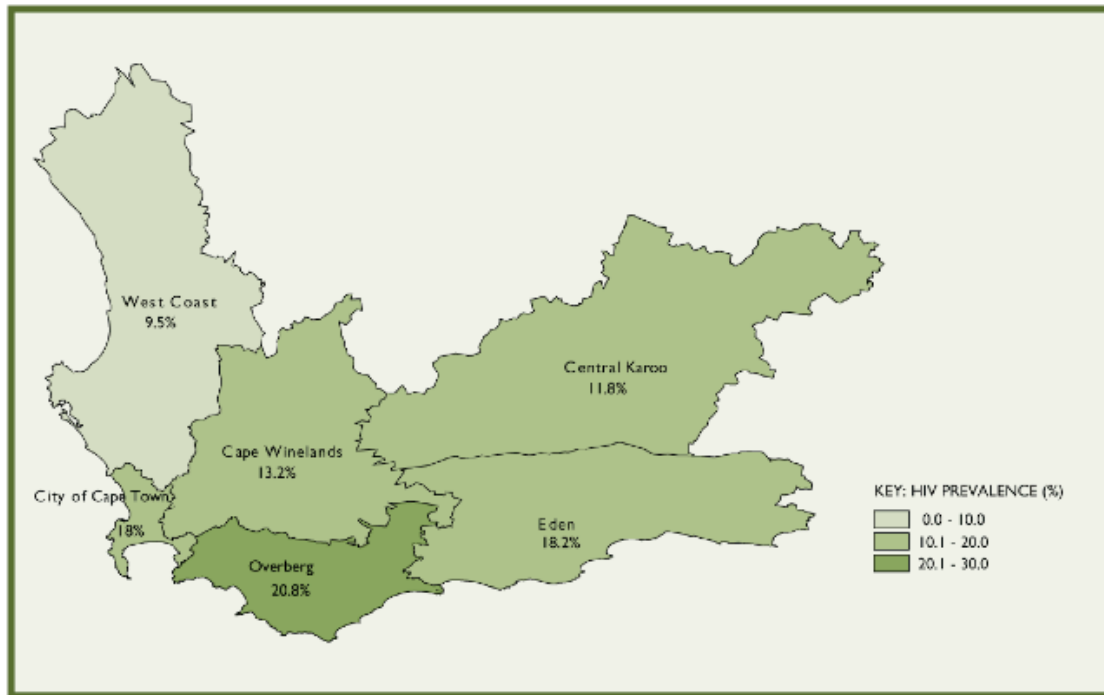 West Coast
9.5%
Central Karoo
11.8%
Cape Winelands
13.2%
City of Cape Town
18%
Eden
18.2%
Overberg
20.8%
KEY: HIV PREVALENCE (%)
0.0 - 10.0
10.1 - 20.0
20.1 - 30.0